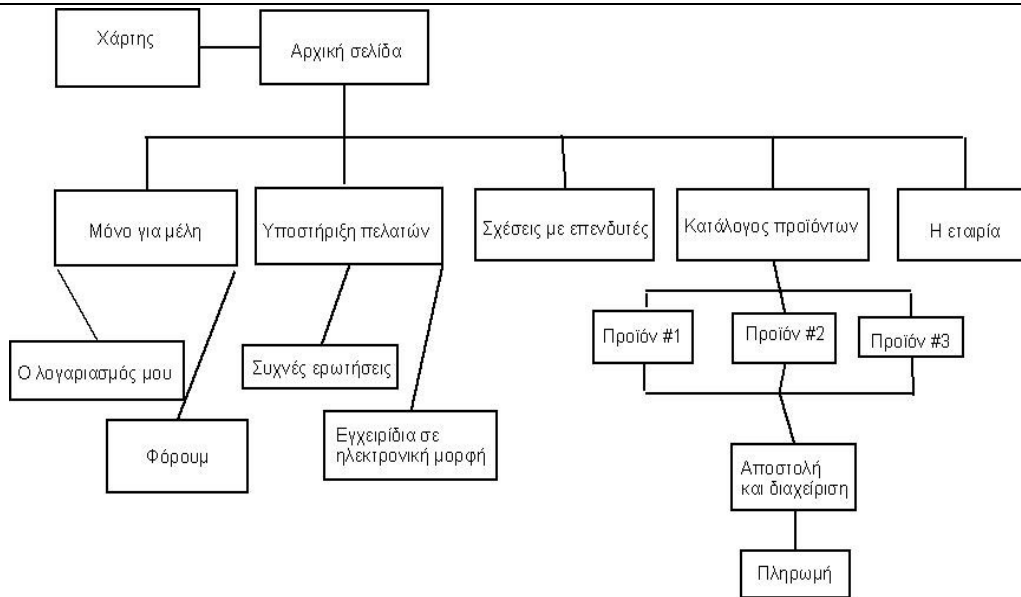 Χάρτης
Αρχική σελίδα
Μόνο για μέλη
Υποστήριξη πελατών
Σχέσεις με επενδυτές
Κατάλογος προϊόντων
Η εταιρία
Προϊόν #1
Προϊόν #2
Προϊόν #3
Ο λογαριασμός μου
Συχνές ερωτήσεις
Φόρουμ
Εγχειρίδια σε
ηλεκτρονική μορφή
Αποστολή
και διαχείριση
Πληρωμή